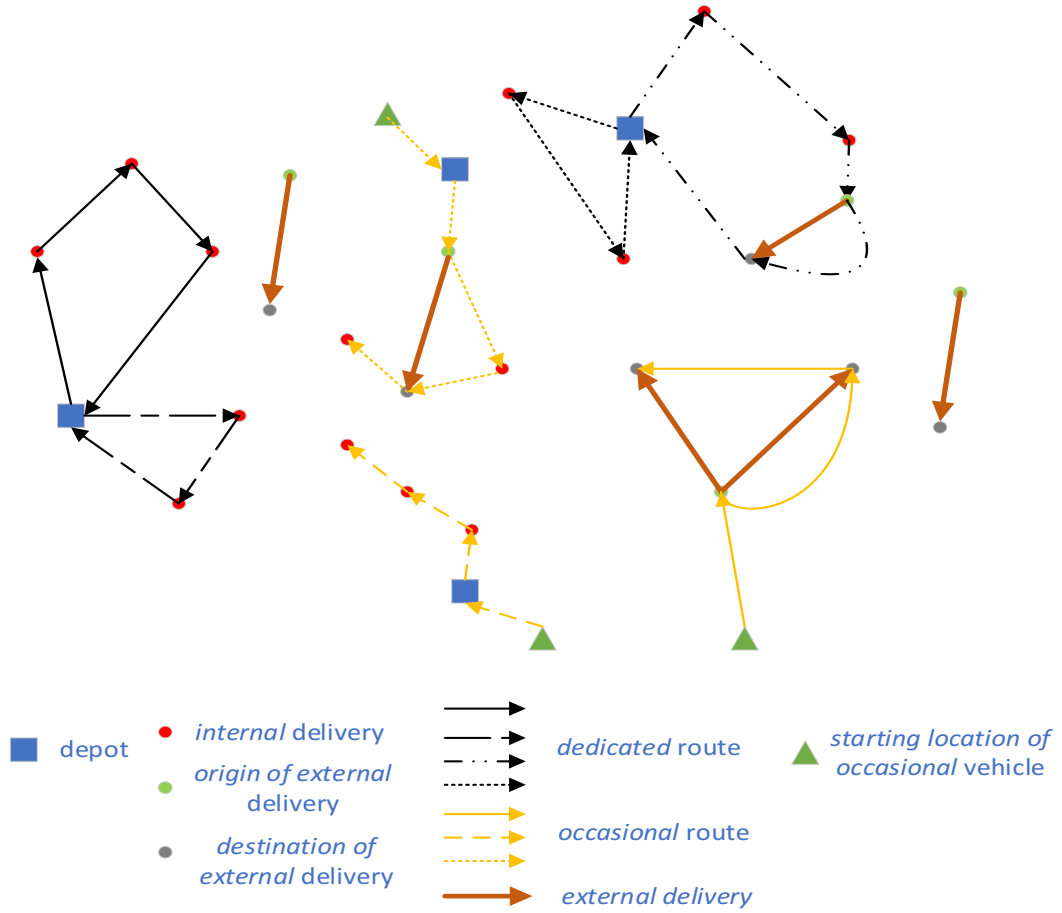 depot
internal delivery
origin of external
delivery
destination of
external delivery
dedicated route
occasional route
external delivery
starting location of
occasional vehicle